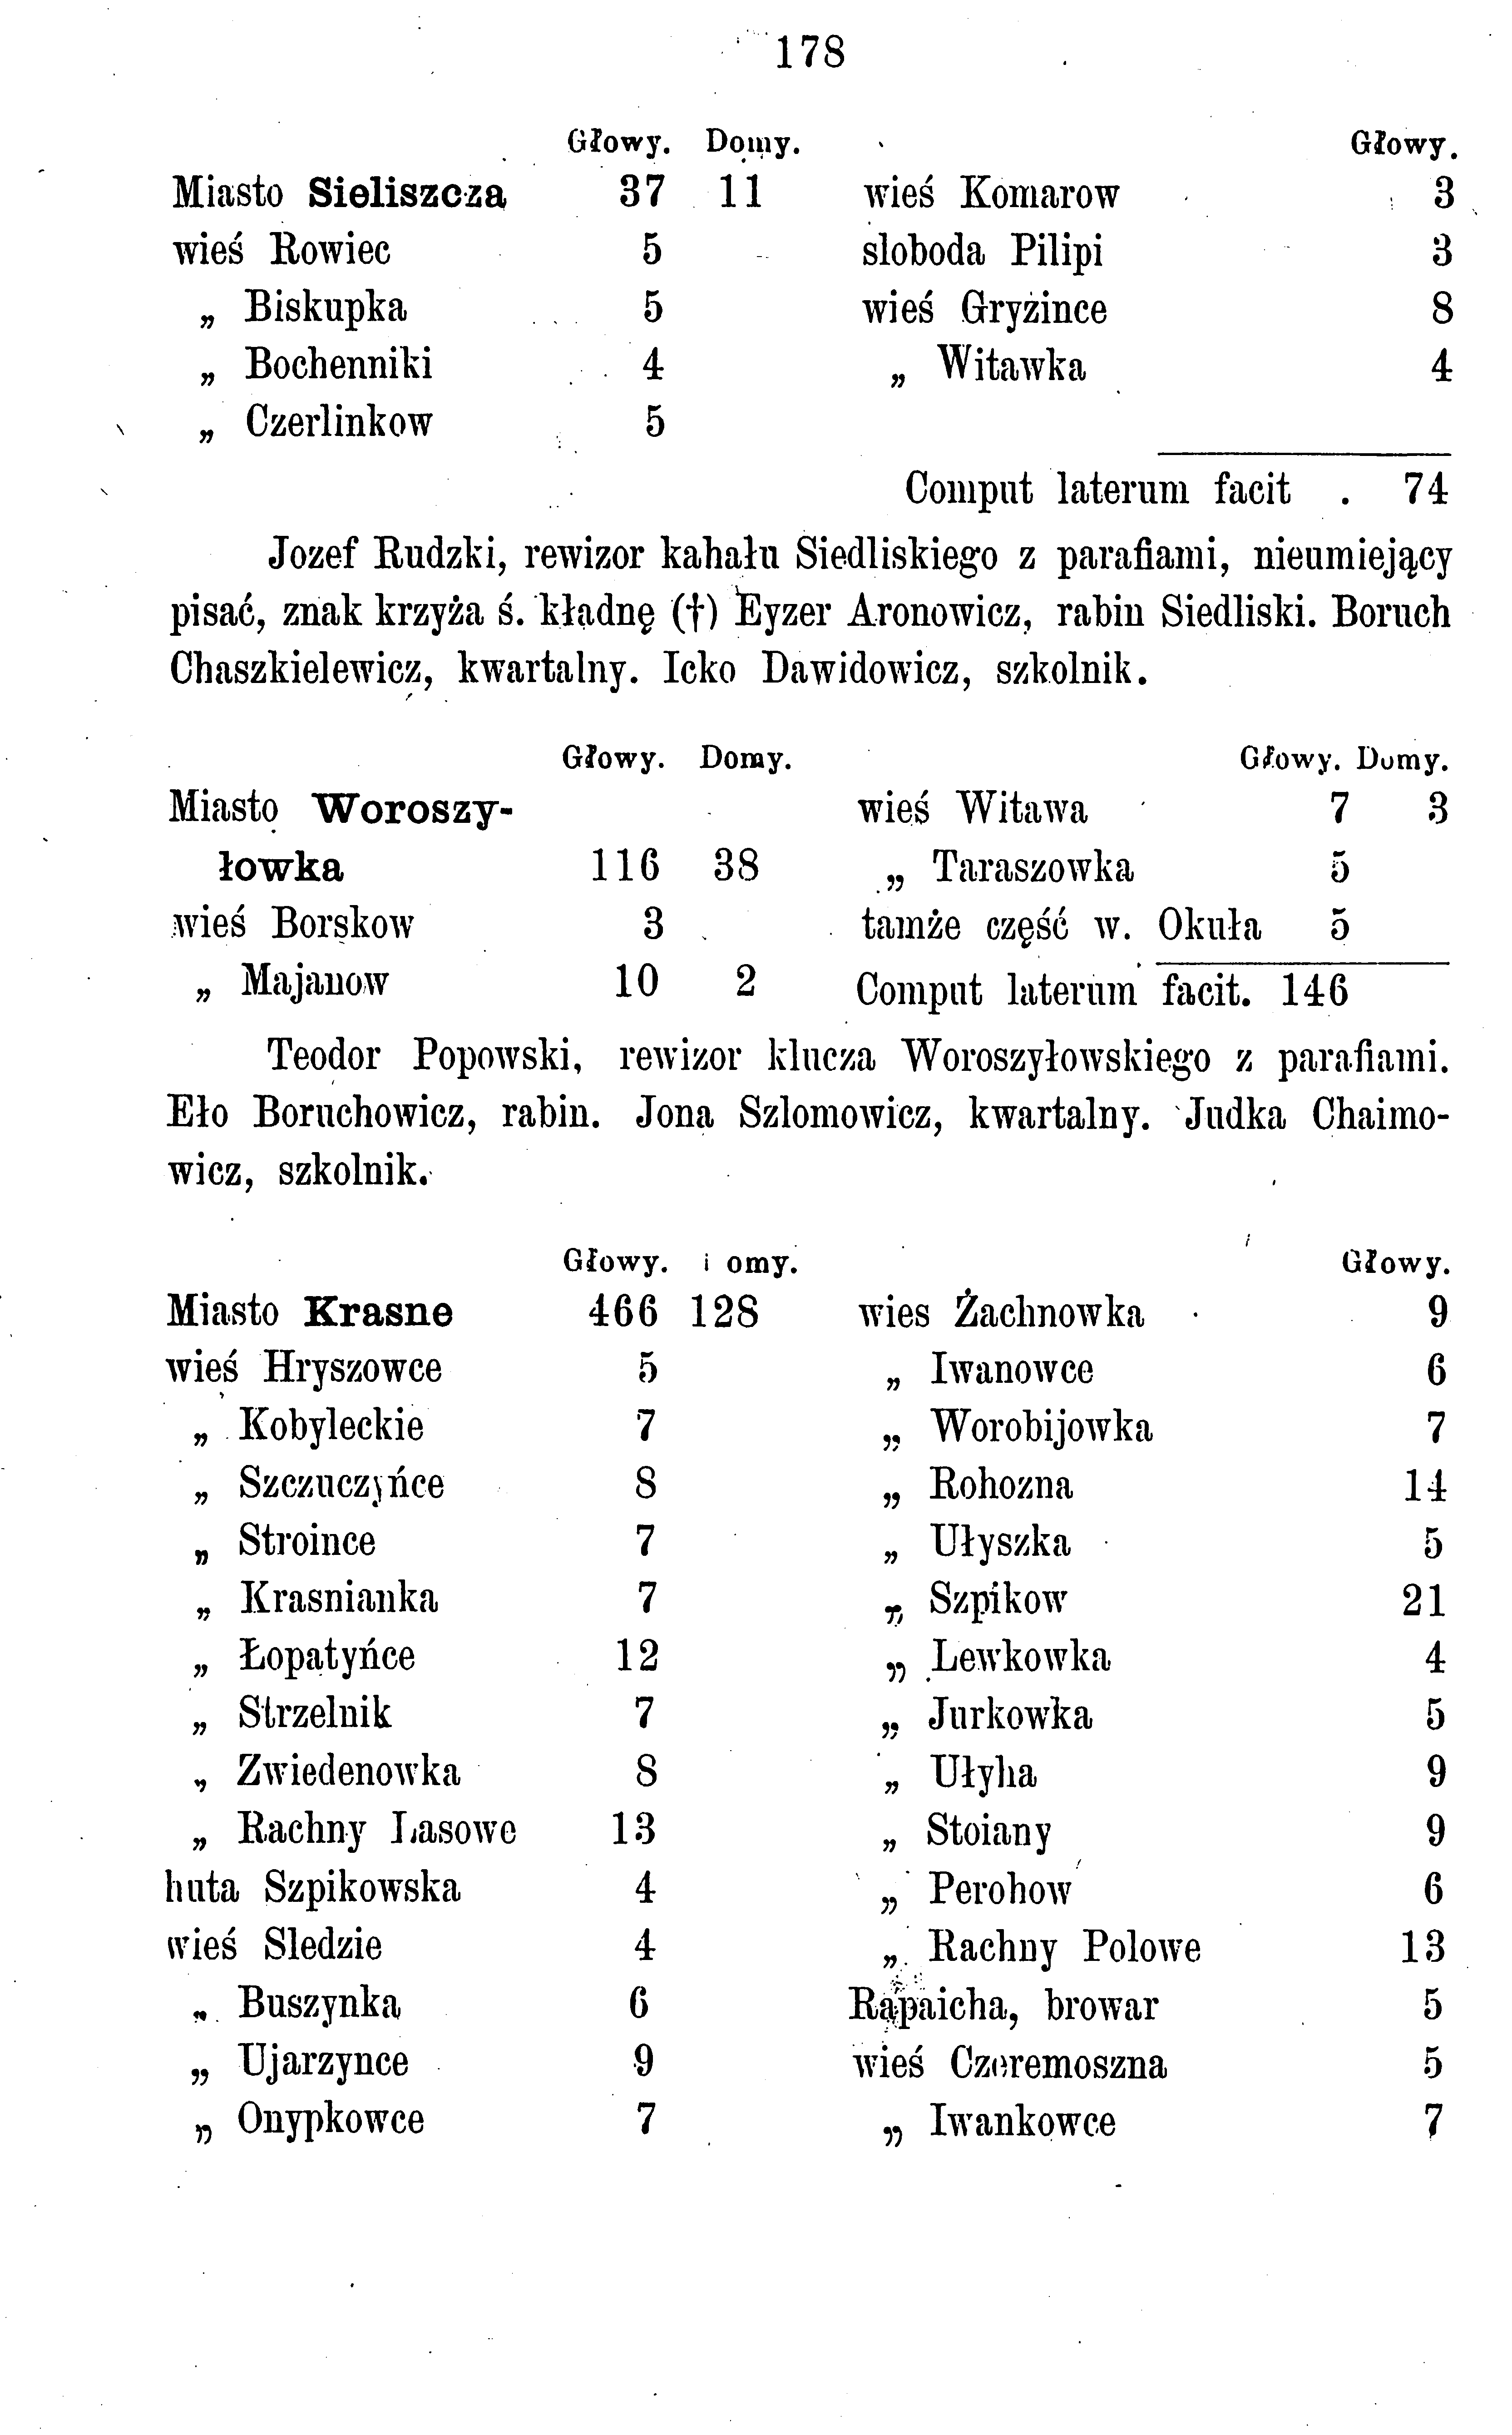 178
Głowy. Domy. Głowy.
Miasto Sieliszcza 37 11 wieś Komarow 3
wieś Rowiec 5 sloboda Pilipi 3
„ Biskupka 5 wieś Gryżince 8
„ Bochenniki 4 „ Witawka 4
„ Czerlinkow 5
Comput laterum facit . 74
Jozef Rudzki, rewizor kahału Siedliskiego z parafiami, nieumiejący
pisać, znak krzyża ś. kłądnę (†) Eyzer Aronowicz, rabin Siedliski. Boruch
Chaszkielewicz, kwartalny. Icko Dawidowicz, szkolnik.
Głowy. Domy. Głowy. Domy.
Miasto Woroszy- wieś Witawa 7 3
łowka 116 38 „ Taraszowka 5
wieś Borskow 3 tamże część w. Okuła 5
„ Majanow 10 2 Comput laterum facit. 146
Teodor Popowski, rewizor klucza Woroszyłowskiego z parafiami.
Eło Boruchowicz, rabin. Jona Szlomowicz, kwartalny. Judka Chaimo-
wicz, szkolnik.
Głowy. i omy. Głowy.
Miasto Krasne 466 128 wies Żachnowka 9
wieś Hryszowce 5 „ Iwanowce 6
„ Kobyleckie 7 „ Worobijowka 7
„ Szczuczyńce 8 „ Rohozna 14
„ Stroince 7 „ Ułyszka 5
„ Krasnianka 7 „ Szpikow 21
„ Łopatyńce 12 „ Lewkowka 4
„ Strzelnik 7 „ Jurkowka 5
„ Zwiedenowka 8 „ Ułyha 9
„ Rachny Lasowe 13 „ Stoiany 9
huta Szpikowska 4 „ Perohow 6
wieś Sledzie 4 „ Rachny Polowe 13
„ Buszynka 6 Rapaicha, browar 5
„ Ujarzynce 9 wieś Czeremoszna 5
„ Onypkowce 7 „ Iwankowce 7